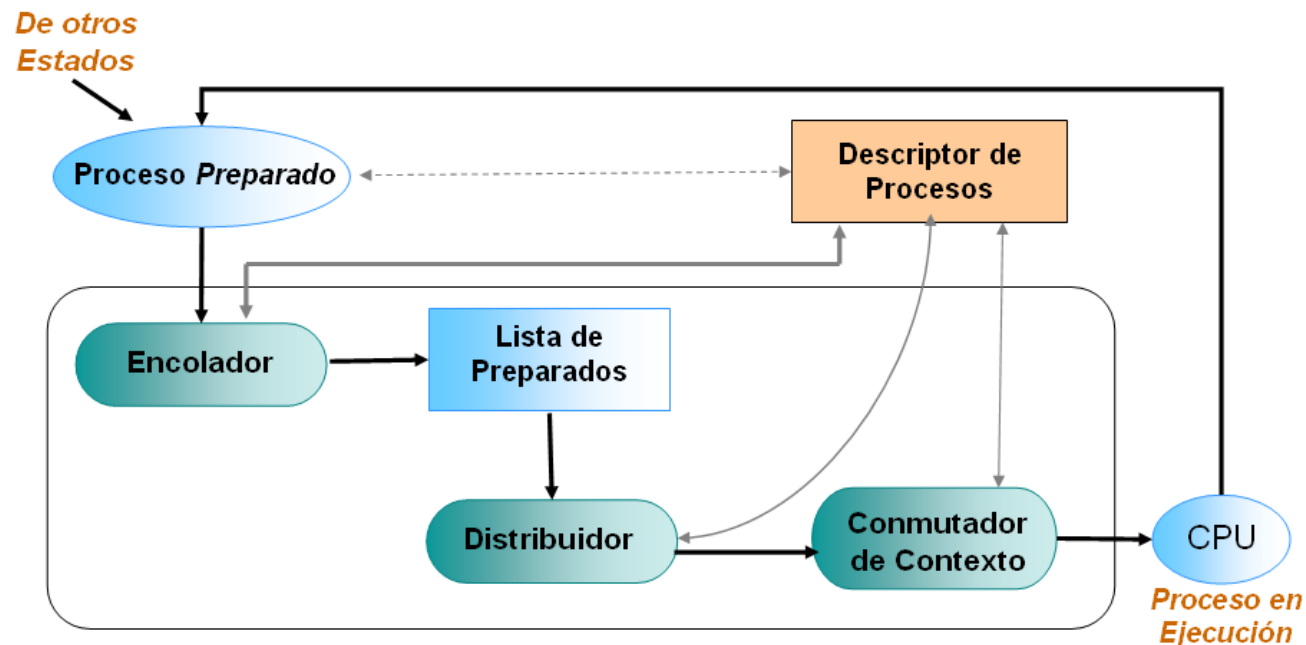 De otros
Estados
Proceso Preparado
Descriptor de
Procesos
Encolador
Lista de
Preparados
Distribuidor
Conmutador
de Contexto
CPU
Proceso en
Ejecución